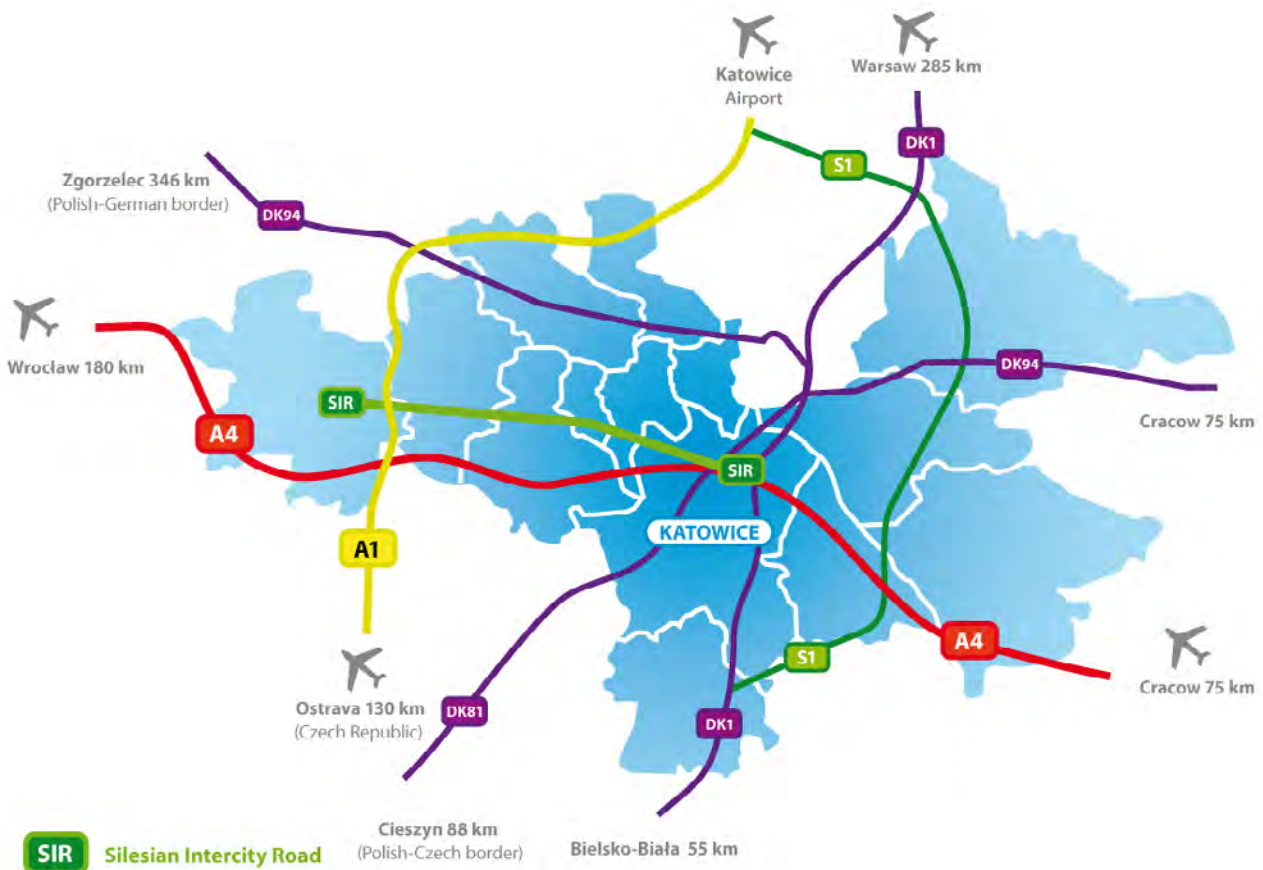 Katowice
Airport
Warsaw 285 km
DK1
S1
Zgorzelec 346 km
(Polish-German border)
DK94
Wrocław 180 km
SIR
A4
DK94
Cracow 75 km
SIR
KATOWICE
A1
A4
S1
Cracow 75 km
Ostrava 130 km
(Czech Republic)
DK81
DK1
Cieszyn 88 km
(Polish-Czech border)
Bielsko-Biała 55 km
SIR Silesian Intercity Road